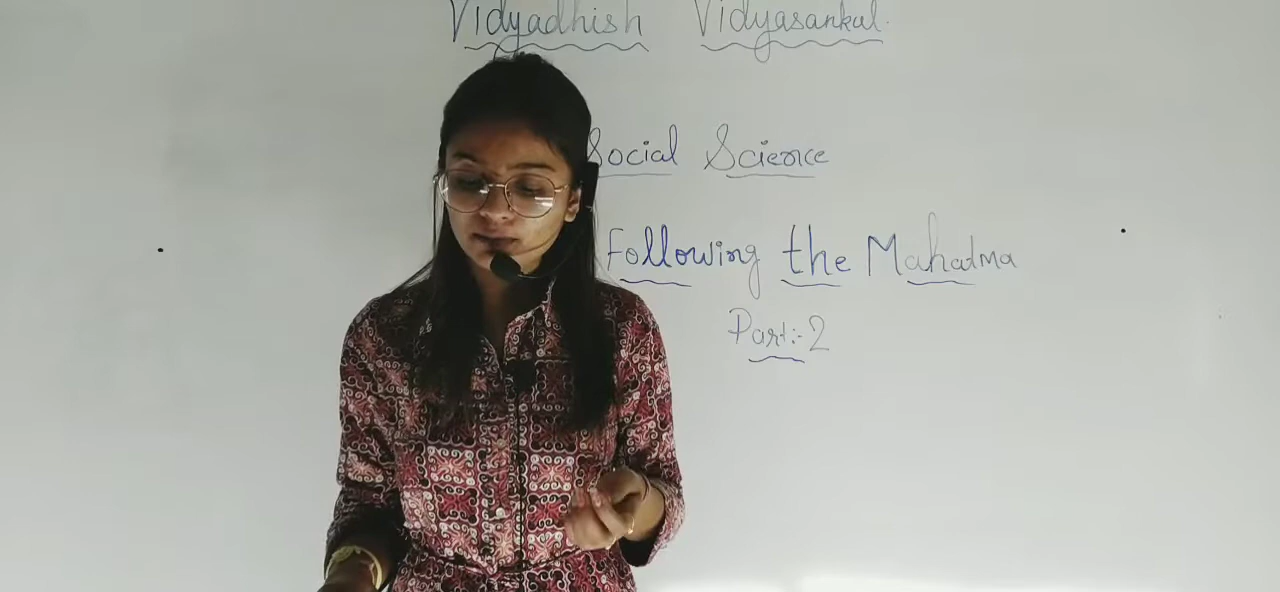 Vidyadhish Vidyasankul.
Social Science
Following the Mahatma
Part:-2